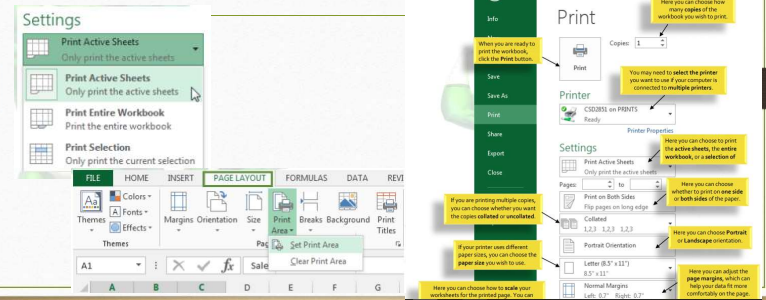 Settings
Print Active Sheets
Only print the active sheets
Print Active Sheets
Only print the active sheets
Print Entire Workbook
Print the entire workbook
Print Selection
Only print the current selection
FILE HOME INSERT PAGE LAYOUT FORMULAS DATA REVI
Aa
Colors
A Fonts
Effects
Themes
Margins Orientation Size Print Area Breaks Background Print Titles
Themes
Pag
Set Print Area
Clear Print Area
A1
fx Sale
A B C D E F G
Info
Save
Save As
Print
Share
Export
Close
Print
Here you can choose how
many copies of the
workbook you wish to print.
Copies: 1
When you are ready to
print the workbook,
click the Print button.
Print
You may need to select the printer
you want to use if your computer is
connected to multiple printers.
Printer
CSD2851 on PRINTS
Ready
Printer Properties
Settings
Here you can choose to print
the active sheets, the entire
workbook, or a selection of
Print Active Sheets
Only print the active sheets
Pages: to
Here you can choose
whether to print on one side
or both sides of the paper.
Print on Both Sides
Flip pages on long edge
If you are printing multiple copies,
you can choose whether you want
the copies collated or uncollated.
Collated
1,2,3 1,2,3 1,2,3
Here you can choose Portrait
or Landscape orientation.
Portrait Orientation
If your printer uses different
paper sizes, you can choose the
paper size you wish to use.
Letter (8.5" x 11")
8.5" x 11"
Here you can adjust the
page margins, which can
help your data fit more
comfortably on the page.
Normal Margins
Left: 0.7" Right: 0.7"
Here you can choose how to scale your
worksheets for the printed page. You can